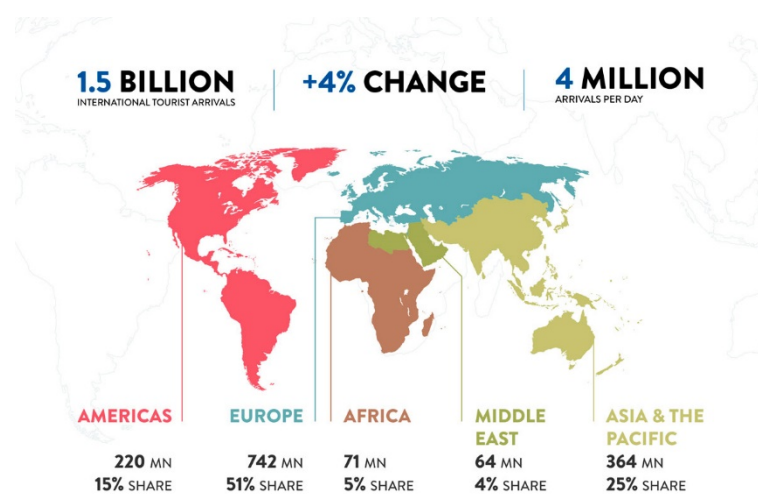 1.5 BILLION
INTERNATIONAL TOURIST ARRIVALS
+4% CHANGE
4 MILLION
ARRIVALS PER DAY
AMERICAS
220 MN
15% SHARE
EUROPE
742 MN
51% SHARE
AFRICA
71 MN
5% SHARE
MIDDLE
EAST
64 MN
4% SHARE
ASIA & THE
PACIFIC
364 MN
25% SHARE